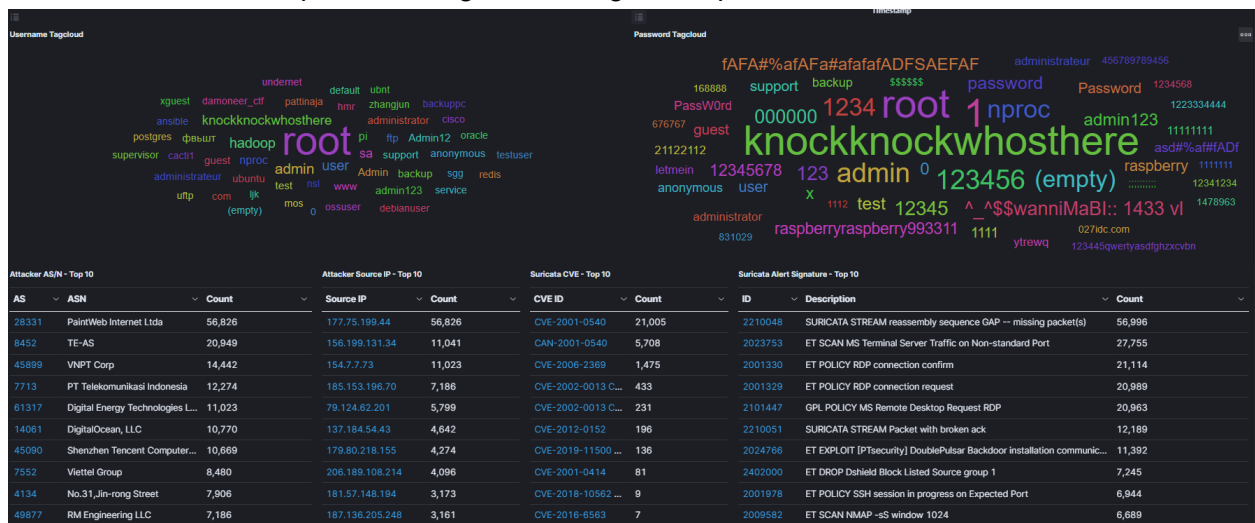 Timestamp
Username Tagcloud
Password Tagcloud
undernet
default ubnt
xguest damoneer_ctf pattinaja hmr zhangjun backuppc
ansible knockknockwhosthere administrator cisco
postgres фвьшт hadoop root pi ftp Admin12 oracle
supervisor cacti1 guest nproc sa support anonymous testuser
administrateur ubuntu admin user Admin backup sgg redis
uftp com ljk test nsl www admin123 service
(empty) mos 0 ossuser debianuser
fAFA#%afAFa#afafafADFSAEFAF administrateur 456789789456
168888 support backup $$$$$$ password Password 1234568
PassW0rd 000000 1234 root 1 nproc admin123 1223334444
676767 guest knockknockwhosthere 11111111
21122112 asd#%af#fADf
letmein 12345678 123 admin 0 123456 (empty) raspberry 1111111
anonymous user x 1112 test 12345 ^_^$$wanniMaBI:: 1433 vl 12341234
administrator 1478963
831029 raspberryraspberry993311 1111 027idc.com
ytrewq 123445qwertyasdfghzxcvbn
Attacker AS/N - Top 10
AS ASN Count
28331 PaintWeb Internet Ltda 56,826
8452 TE-AS 20,949
45899 VNPT Corp 14,442
7713 PT Telekomunikasi Indonesia 12,274
61317 Digital Energy Technologies L... 11,023
14061 DigitalOcean, LLC 10,770
45090 Shenzhen Tencent Computer... 10,669
7552 Viettel Group 8,480
4134 No.31,Jin-rong Street 7,906
49877 RM Engineering LLC 7,186
Attacker Source IP - Top 10
Source IP Count
177.75.199.44 56,826
156.199.131.34 11,041
154.7.7.73 11,023
185.153.196.70 7,186
79.124.62.201 5,799
137.184.54.43 4,642
179.80.218.155 4,274
206.189.108.214 4,096
181.57.148.194 3,173
187.136.205.248 3,161
Suricata CVE - Top 10
CVE ID Count
CVE-2001-0540 21,005
CAN-2001-0540 5,708
CVE-2006-2369 1,475
CVE-2002-0013 C... 433
CVE-2002-0013 C... 231
CVE-2012-0152 196
CVE-2019-11500 ... 136
CVE-2001-0414 81
CVE-2018-10562 ... 9
CVE-2016-6563 7
Suricata Alert Signature - Top 10
ID Description Count
2210048 SURICATA STREAM reassembly sequence GAP -- missing packet(s) 56,996
2023753 ET SCAN MS Terminal Server Traffic on Non-standard Port 27,755
2001330 ET POLICY RDP connection confirm 21,114
2001329 ET POLICY RDP connection request 20,989
2101447 GPL POLICY MS Remote Desktop Request RDP 20,963
2210051 SURICATA STREAM Packet with broken ack 12,189
2024766 ET EXPLOIT [PTsecurity] DoublePulsar Backdoor installation communic... 11,392
2402000 ET DROP Dshield Block Listed Source group 1 7,245
2001978 ET POLICY SSH session in progress on Expected Port 6,944
2009582 ET SCAN NMAP -sS window 1024 6,689